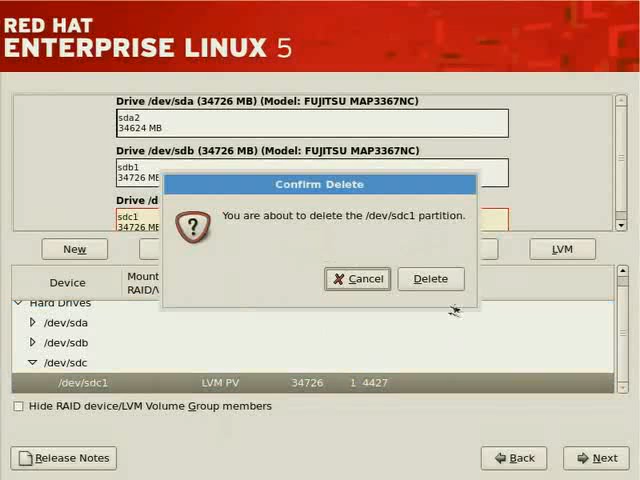 RED HAT
ENTERPRISE LINUX 5
Drive /dev/sda (34726 MB) (Model: FUJITSU MAP3367NC)
sda2
34624 MB
Drive /dev/sdb (34726 MB) (Model: FUJITSU MAP3367NC)
sdb1
34726 MB
Drive /d
sdc1
34726 MB
Confirm Delete
You are about to delete the /dev/sdc1 partition.
Cancel
Delete
New
LVM
Device
Mount
RAID/V
Hard Drives
/dev/sda
/dev/sdb
/dev/sdc
/dev/sdc1 LVM PV 34726 1 4427
Hide RAID device/LVM Volume Group members
Release Notes
Back
Next